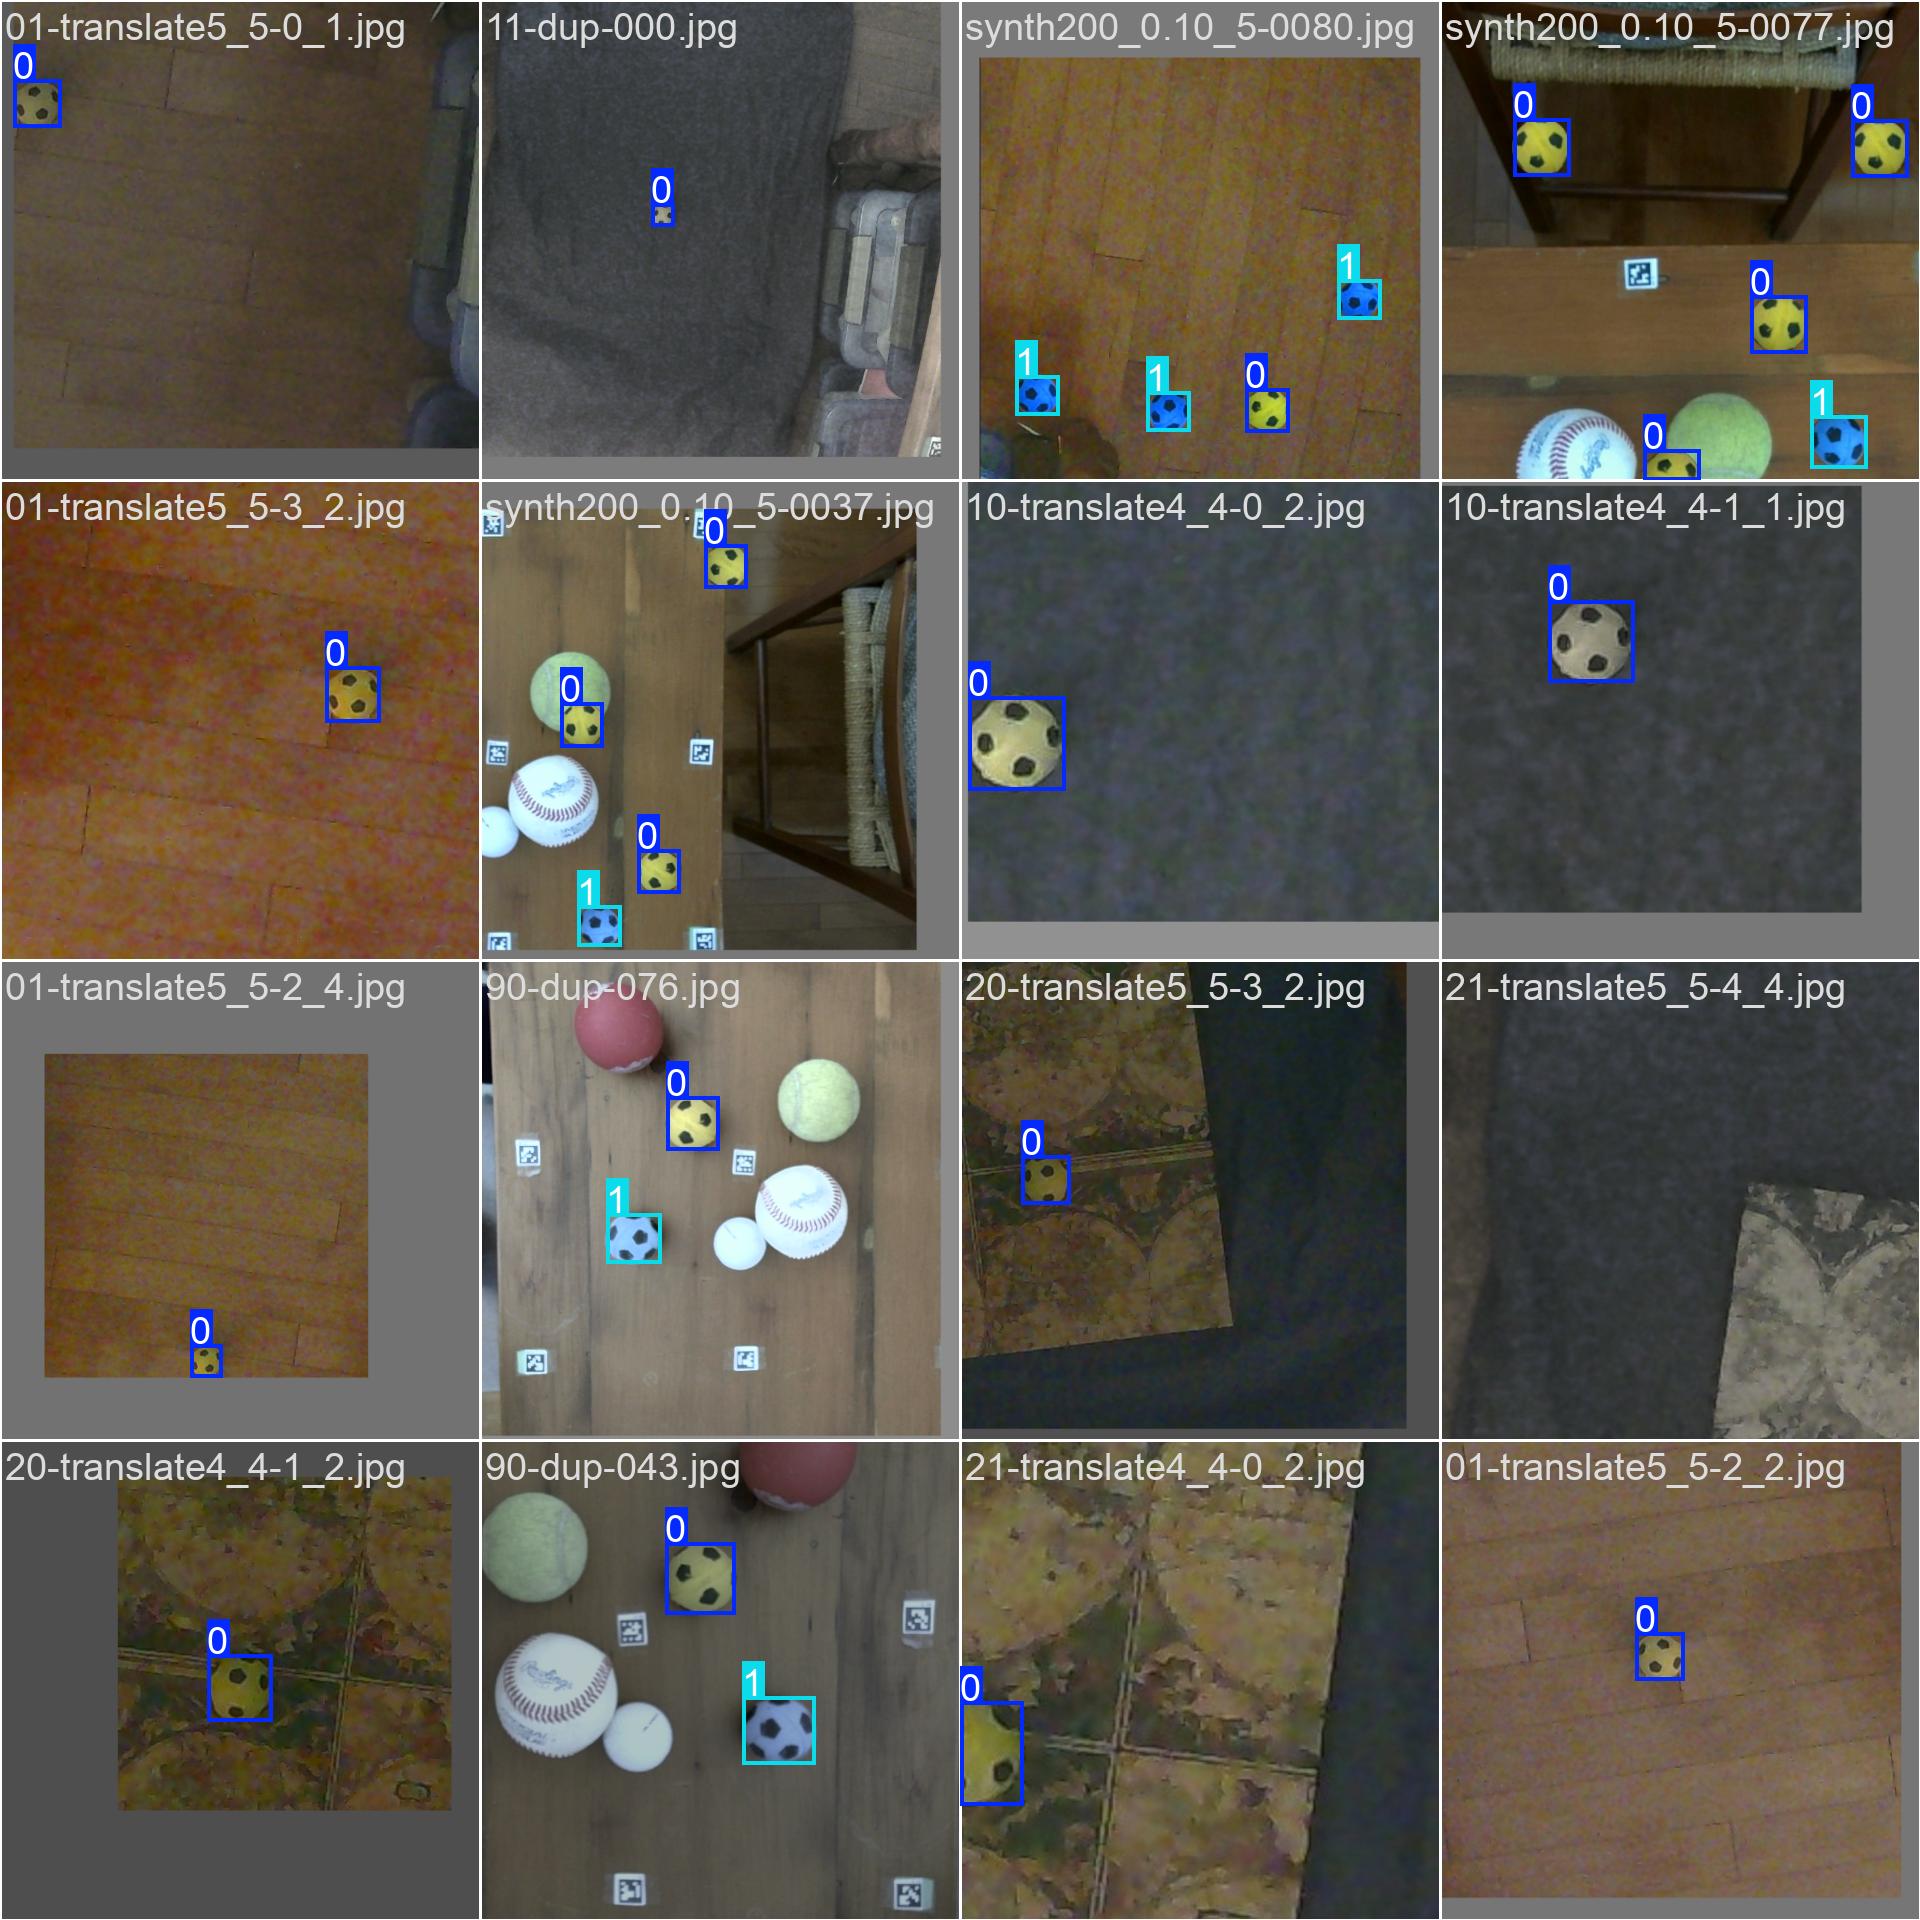 01-translate5_5-0_1.jpg
11-dup-000.jpg
synth200_0.10_5-0080.jpg
synth200_0.10_5-0077.jpg
0
0
1
1
1
0
0
0
0
0
1
01-translate5_5-3_2.jpg
synth200_0.10_5-0037.jpg
10-translate4_4-0_2.jpg
10-translate4_4-1_1.jpg
0
0
0
0
1
0
0
01-translate5_5-2_4.jpg
90-dup-076.jpg
20-translate5_5-3_2.jpg
21-translate5_5-4_4.jpg
0
0
1
0
20-translate4_4-1_2.jpg
90-dup-043.jpg
21-translate4_4-0_2.jpg
01-translate5_5-2_2.jpg
0
0
Rawlings
1
0
0